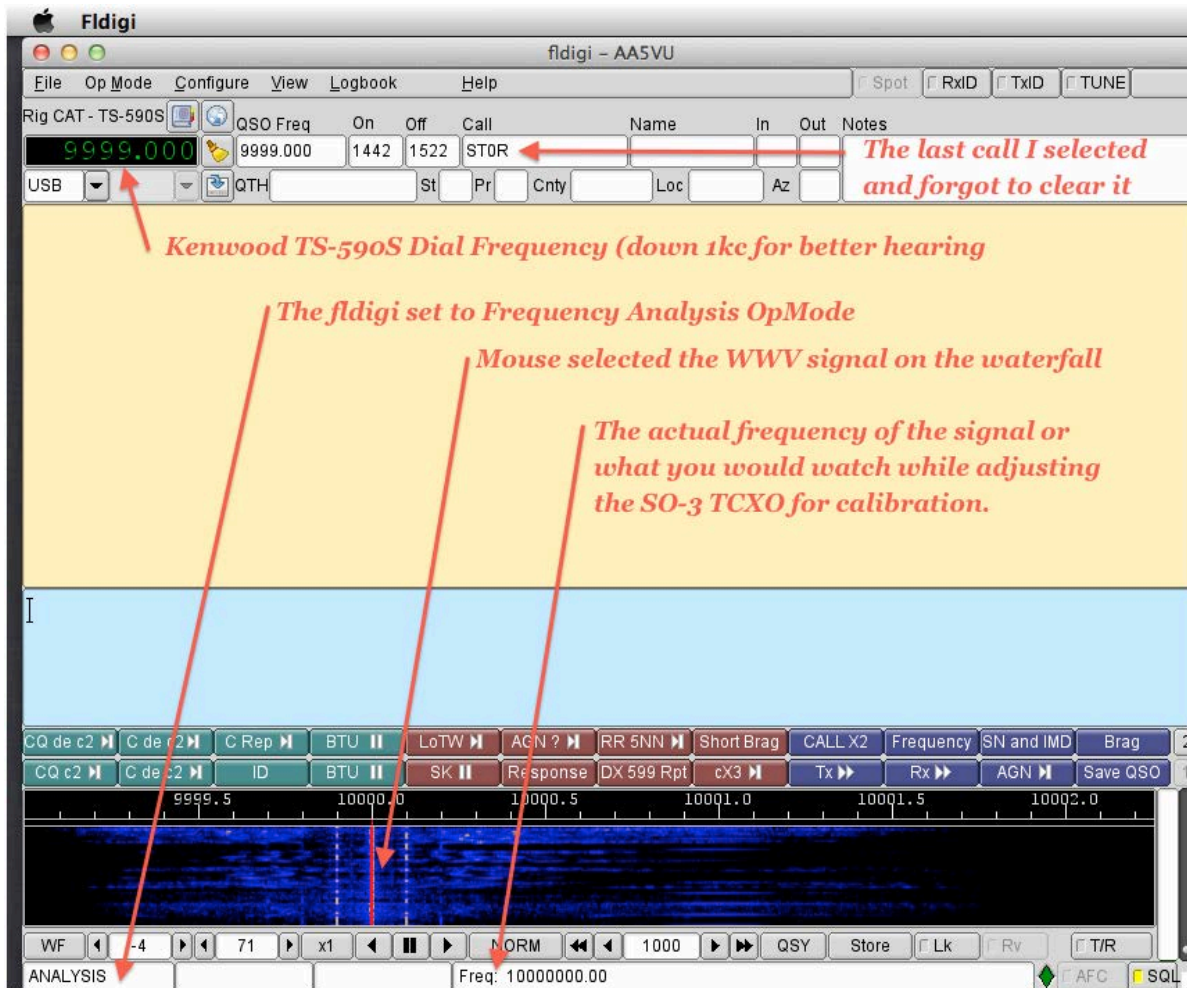 Fldigi
fldigi – AA5VU
File Op Mode Configure View Logbook Help Spot RxID TxID TUNE
Rig CAT - TS-590S QSO Freq On Off Call Name In Out Notes
9999.000 9999.000 1442 1522 ST0R
The last call I selected
and forgot to clear it
USB QTH St Pr Cnty Loc Az
Kenwood TS-590S Dial Frequency (down 1kc for better hearing
The fldigi set to Frequency Analysis OpMode
Mouse selected the WWV signal on the waterfall
The actual frequency of the signal or
what you would watch while adjusting
the SO-3 TCXO for calibration.
CQ de c2 C de c2 C Rep BTU LoTW AGN ? RR 5NN Short Brag CALL X2 Frequency SN and IMD Brag
CQ c2 C de c2 ID BTU SK Response DX 599 Rpt cX3 Tx Rx AGN Save QSO
9999.5 10000.0 10000.5 10001.0 10001.5 10002.0
WF -4 71 x1 NORM 1000 QSY Store Lk Rv T/R
ANALYSIS Freq: 10000000.00 AFC SQL